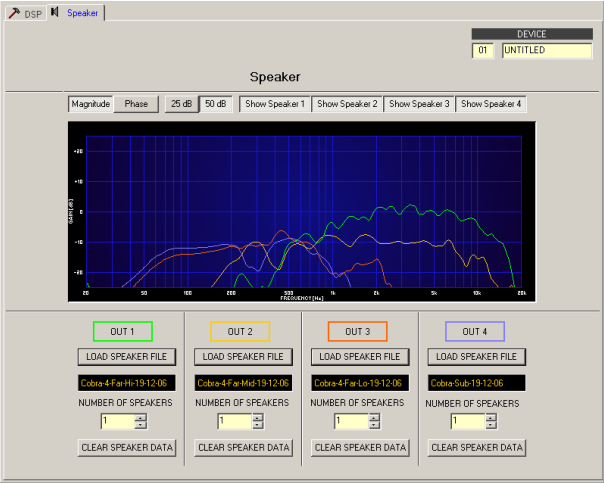 DSP Speaker
DEVICE
01 UNTITLED
Speaker
Magnitude Phase 25 dB 50 dB Show Speaker 1 Show Speaker 2 Show Speaker 3 Show Speaker 4
+20
+10
0
-10
-20
GAIN[dB]
20 50 100 200 500 1k 2k 5k 10k 20k
FREQUENCY[Hz]
OUT 1 OUT 2 OUT 3 OUT 4
LOAD SPEAKER FILE LOAD SPEAKER FILE LOAD SPEAKER FILE LOAD SPEAKER FILE
Cobra-4-Far-Hi-19-12-06 Cobra-4-Far-Mid-19-12-06 Cobra-4-Far-Lo-19-12-06 Cobra-Sub-19-12-06
NUMBER OF SPEAKERS NUMBER OF SPEAKERS NUMBER OF SPEAKERS NUMBER OF SPEAKERS
1 1 1 1
CLEAR SPEAKER DATA CLEAR SPEAKER DATA CLEAR SPEAKER DATA CLEAR SPEAKER DATA